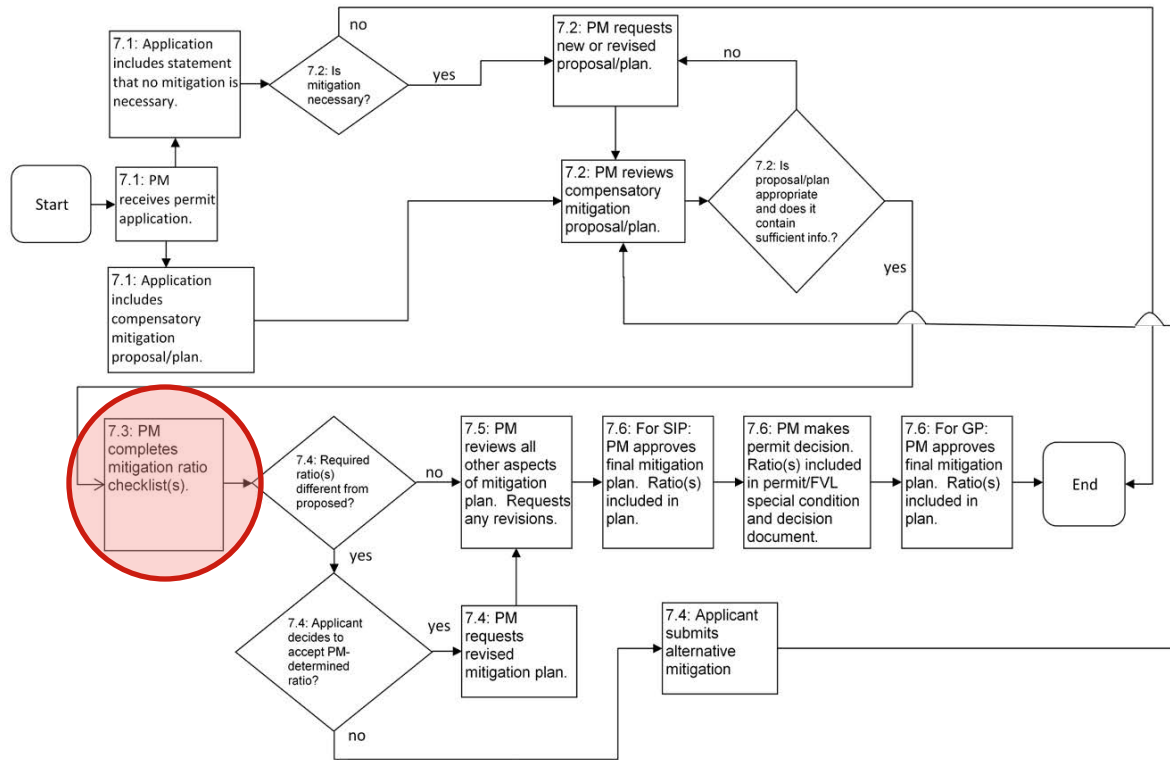 no
7.1: Application
includes statement
that no mitigation is
necessary.
7.2: Is
mitigation
necessary?
yes
7.2: PM requests
new or revised
proposal/plan.
no
Start
7.1: PM
receives permit
application.
7.2: PM reviews
compensatory
mitigation
proposal/plan.
7.2: Is
proposal/plan
appropriate
and does it
contain
sufficient info.?
yes
7.1: Application
includes
compensatory
mitigation
proposal/plan.
7.3: PM
completes
mitigation ratio
checklist(s).
7.4: Required
ratio(s)
different from
proposed?
no
7.5: PM
reviews all
other aspects
of mitigation
plan. Requests
any revisions.
7.6: For SIP:
PM approves
final mitigation
plan. Ratio(s)
included in
plan.
7.6: PM makes
permit decision.
Ratio(s) included
in permit/FVL
special condition
and decision
document.
7.6: For GP:
PM approves
final mitigation
plan. Ratio(s)
included in
plan.
End
yes
7.4: Applicant
decides to
accept PM-
determined
ratio?
yes
7.4: PM
requests
revised
mitigation plan.
7.4: Applicant
submits
alternative
mitigation
no